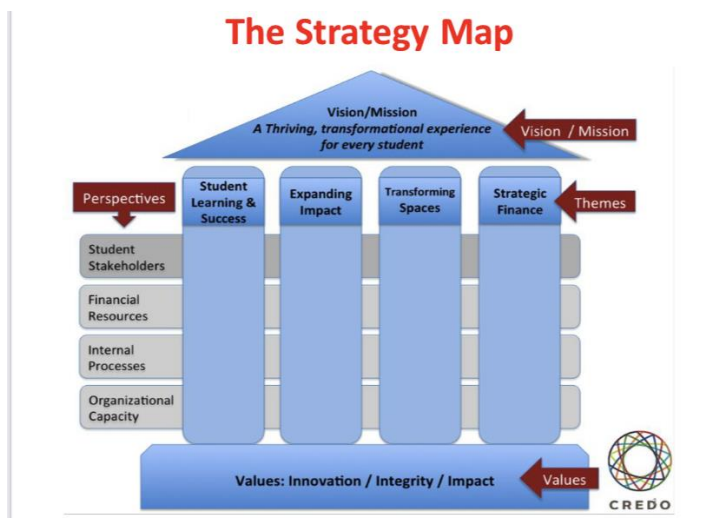 The Strategy Map
Vision/Mission
A Thriving, transformational experience
for every student
Vision / Mission
Perspectives
Student
Learning &
Success
Expanding
Impact
Transforming
Spaces
Strategic
Finance
Themes
Student
Stakeholders
Financial
Resources
Internal
Processes
Organizational
Capacity
Values: Innovation / Integrity / Impact
Values
CREDO